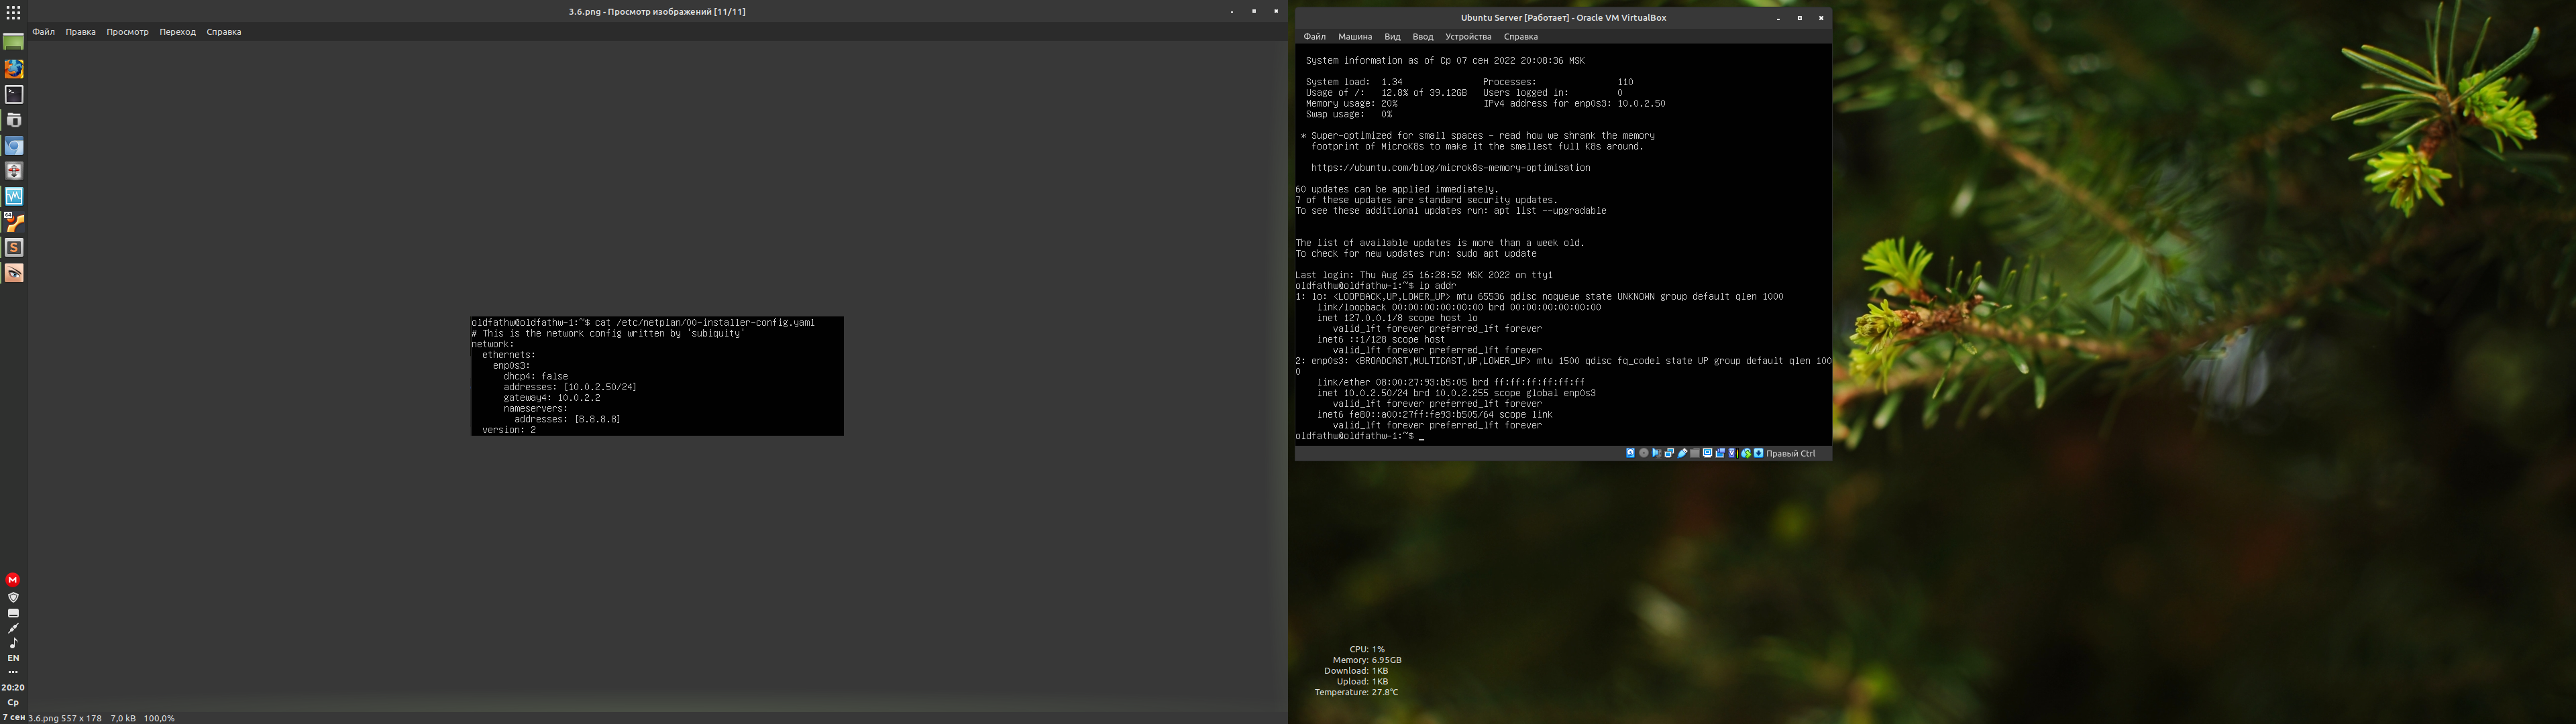 3.6.png - Просмотр изображений [11/11]
Файл Правка Просмотр Переход Справка
oldfathw@oldfathw-1:~$ cat /etc/netplan/00-installer-config.yaml
# This is the network config written by 'subiquity'
network:
  ethernets:
    enp0s3:
      dhcp4: false
      addresses: [10.0.2.50/24]
      gateway4: 10.0.2.2
      nameservers:
        addresses: [8.8.8.8]
  version: 2
64
S
M
EN
20:20
Ср
7 сен
3.6.png 557 x 178 7,0 kB 100,0%
Ubuntu Server [Работает] - Oracle VM VirtualBox
Файл Машина Вид Ввод Устройства Справка
System information as of Ср 07 сен 2022 20:08:36 MSK
System load: 1.34 Processes: 110
Usage of /: 12.8% of 39.12GB Users logged in: 0
Memory usage: 20% IPv4 address for enp0s3: 10.0.2.50
Swap usage: 0%
* Super-optimized for small spaces - read how we shrank the memory
footprint of MicroK8s to make it the smallest full K8s around.
https://ubuntu.com/blog/microk8s-memory-optimisation
60 updates can be applied immediately.
7 of these updates are standard security updates.
To see these additional updates run: apt list --upgradable
The list of available updates is more than a week old.
To check for new updates run: sudo apt update
Last login: Thu Aug 25 16:28:52 MSK 2022 on tty1
oldfathw@oldfathw-1:~$ ip addr
1: lo: <LOOPBACK,UP,LOWER_UP> mtu 65536 qdisc noqueue state UNKNOWN group default qlen 1000
    link/loopback 00:00:00:00:00:00 brd 00:00:00:00:00:00
    inet 127.0.0.1/8 scope host lo
       valid_lft forever preferred_lft forever
    inet6 ::1/128 scope host
       valid_lft forever preferred_lft forever
2: enp0s3: <BROADCAST,MULTICAST,UP,LOWER_UP> mtu 1500 qdisc fq_codel state UP group default qlen 100
0
    link/ether 08:00:27:93:b5:05 brd ff:ff:ff:ff:ff:ff
    inet 10.0.2.50/24 brd 10.0.2.255 scope global enp0s3
       valid_lft forever preferred_lft forever
    inet6 fe80::a00:27ff:fe93:b505/64 scope link
       valid_lft forever preferred_lft forever
oldfathw@oldfathw-1:~$ _
Правый Ctrl
CPU: 1%
Memory: 6.95GB
Download: 1KB
Upload: 1KB
Temperature: 27.8°C